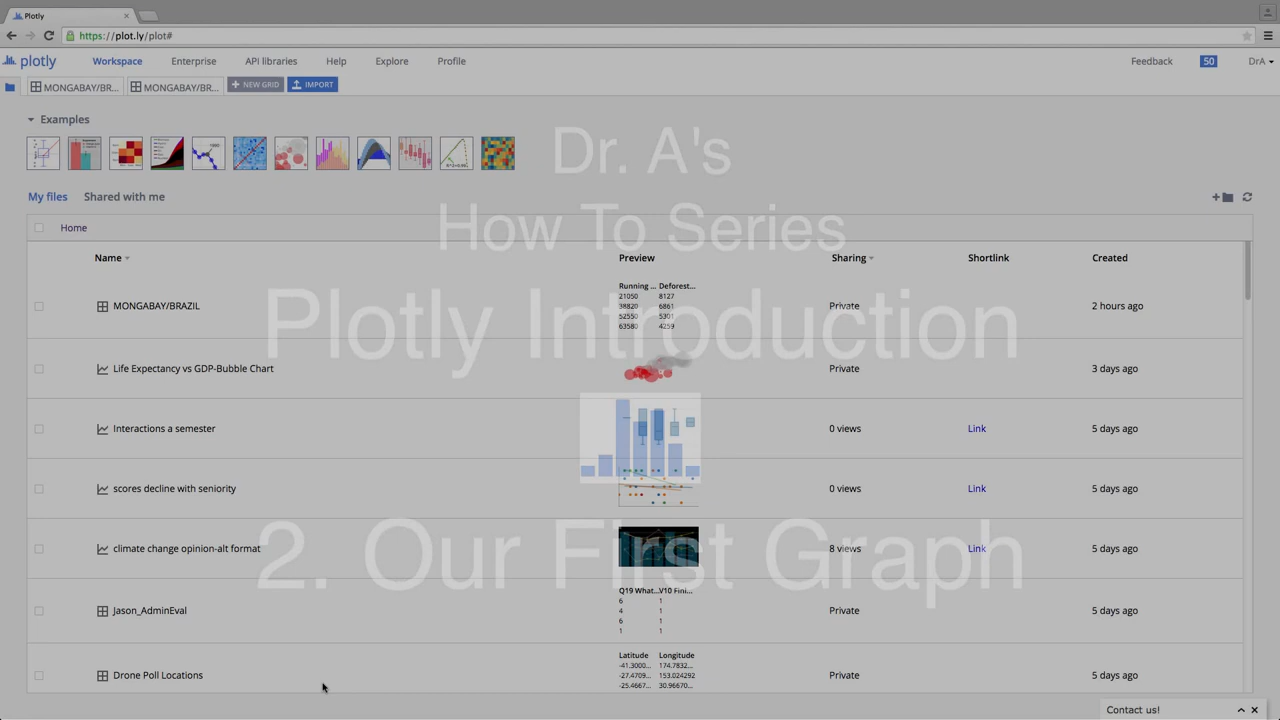 Plotly
https://plot.ly/plot#
plotly
Workspace
Enterprise
API libraries
Help
Explore
Profile
Feedback
50
DrA
MONGABAY/BR...
MONGABAY/BR...
+ NEW GRID
IMPORT
Examples
Dr. A's
How To Series
Plotly Introduction
2. Our First Graph
My files
Shared with me
Home
Name
Preview
Sharing
Shortlink
Created
MONGABAY/BRAZIL
Running ... Deforest...
21050 8127
38820 6861
52550 5301
63580 4259
Private
2 hours ago
Life Expectancy vs GDP-Bubble Chart
Private
3 days ago
Interactions a semester
0 views
Link
5 days ago
scores decline with seniority
0 views
Link
5 days ago
climate change opinion-alt format
8 views
Link
5 days ago
Jason_AdminEval
Q19 What...V10 Fini...
6 1
4 1
6 1
1 1
Private
5 days ago
Drone Poll Locations
Latitude Longitude
-41.3000... 174.7832...
-27.4709... 153.024292
-25.4667... 30.96670...
Private
5 days ago
Contact us!